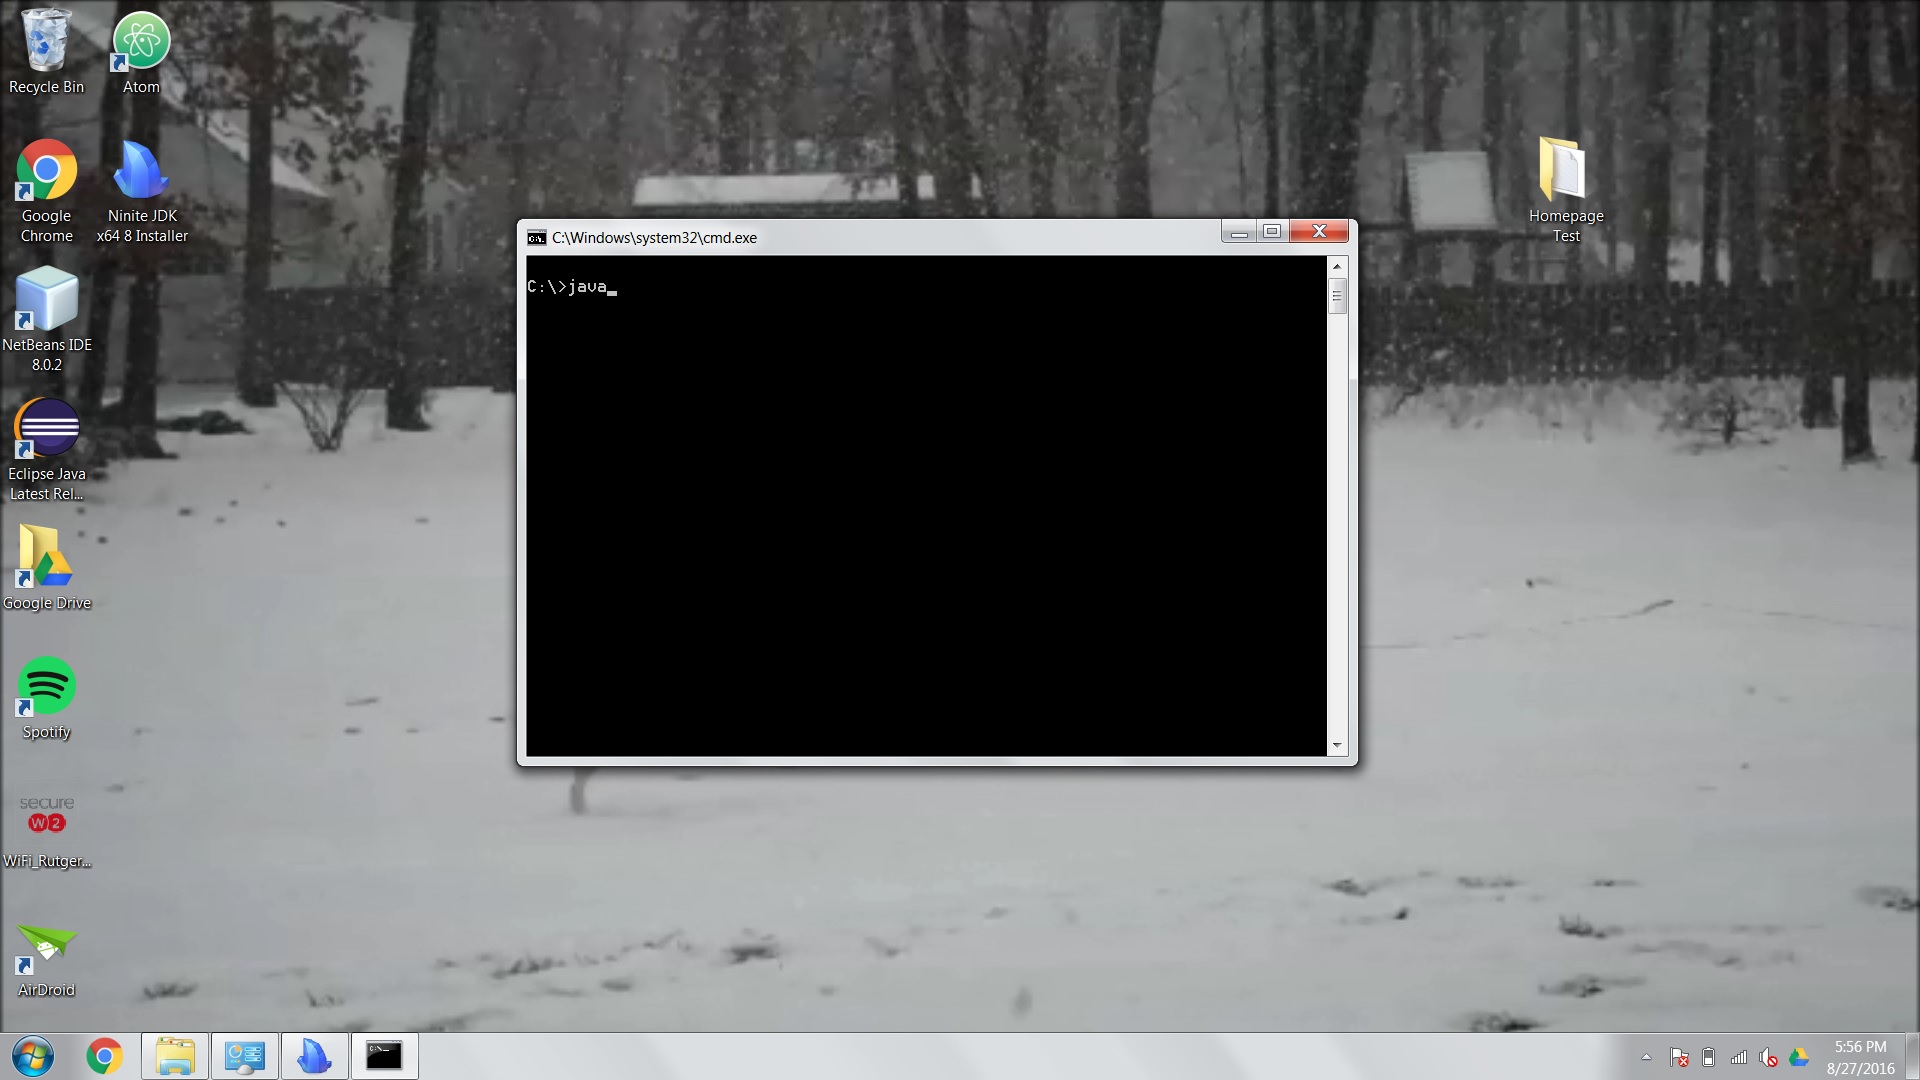 Recycle Bin
Atom
Google
Chrome
Ninite JDK
x64 8 Installer
NetBeans IDE
8.0.2
Eclipse Java
Latest Rel...
Google Drive
Spotify
secure
W2
WiFi_Rutger...
AirDroid
Homepage
Test
C:\Windows\system32\cmd.exe
C:\>java_
5:56 PM
8/27/2016